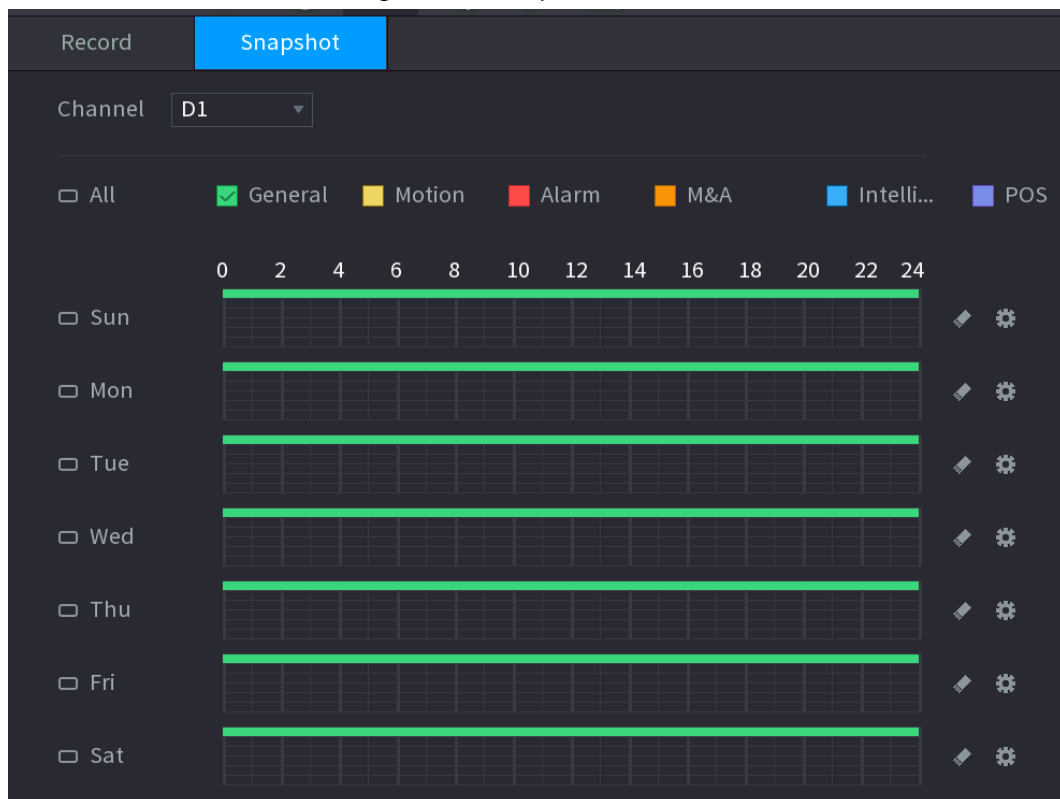 Record Snapshot
Channel D1
All General Motion Alarm M&A Intelli... POS
0 2 4 6 8 10 12 14 16 18 20 22 24
Sun
Mon
Tue
Wed
Thu
Fri
Sat